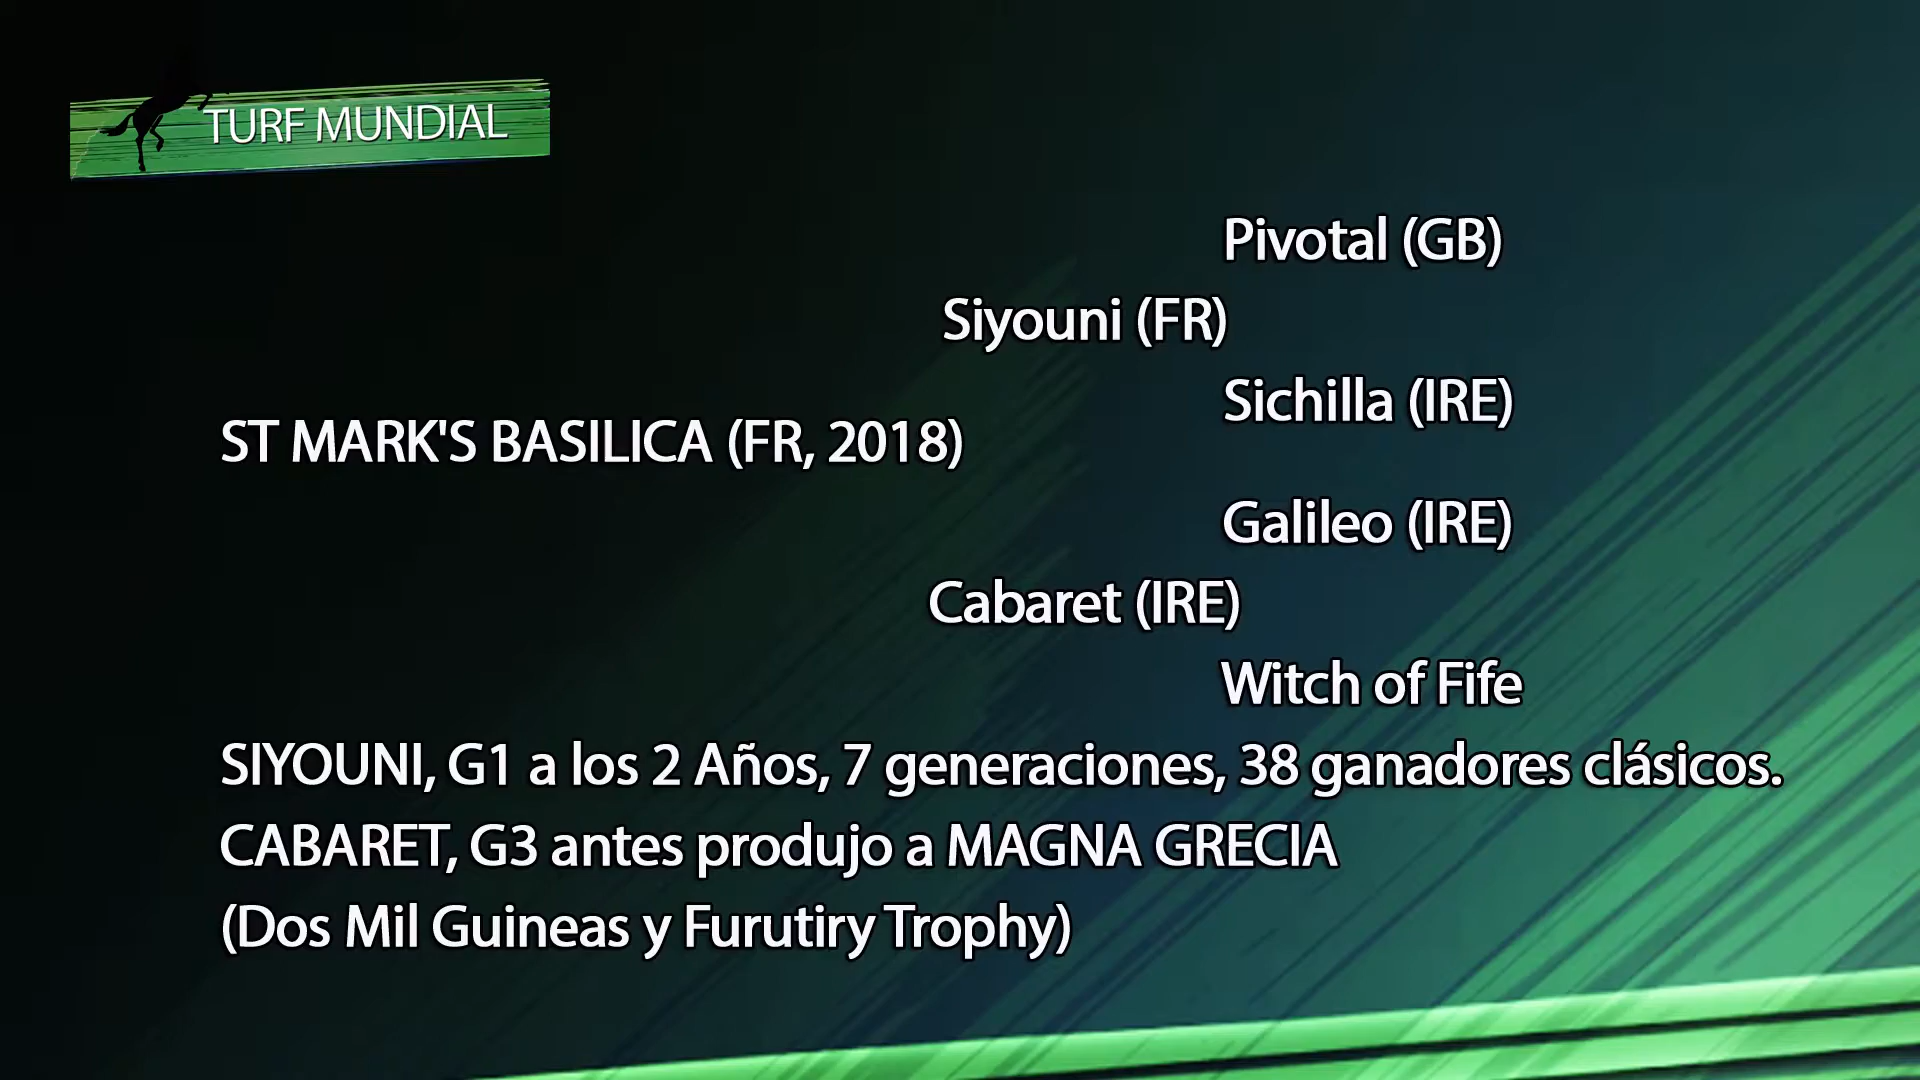 TURF MUNDIAL
Pivotal (GB)
Siyouni (FR)
Sichilla (IRE)
ST MARK'S BASILICA (FR, 2018)
Galileo (IRE)
Cabaret (IRE)
Witch of Fife
SIYOUNI, G1 a los 2 Años, 7 generaciones, 38 ganadores clásicos.
CABARET, G3 antes produjo a MAGNA GRECIA
(Dos Mil Guineas y Furutiry Trophy)